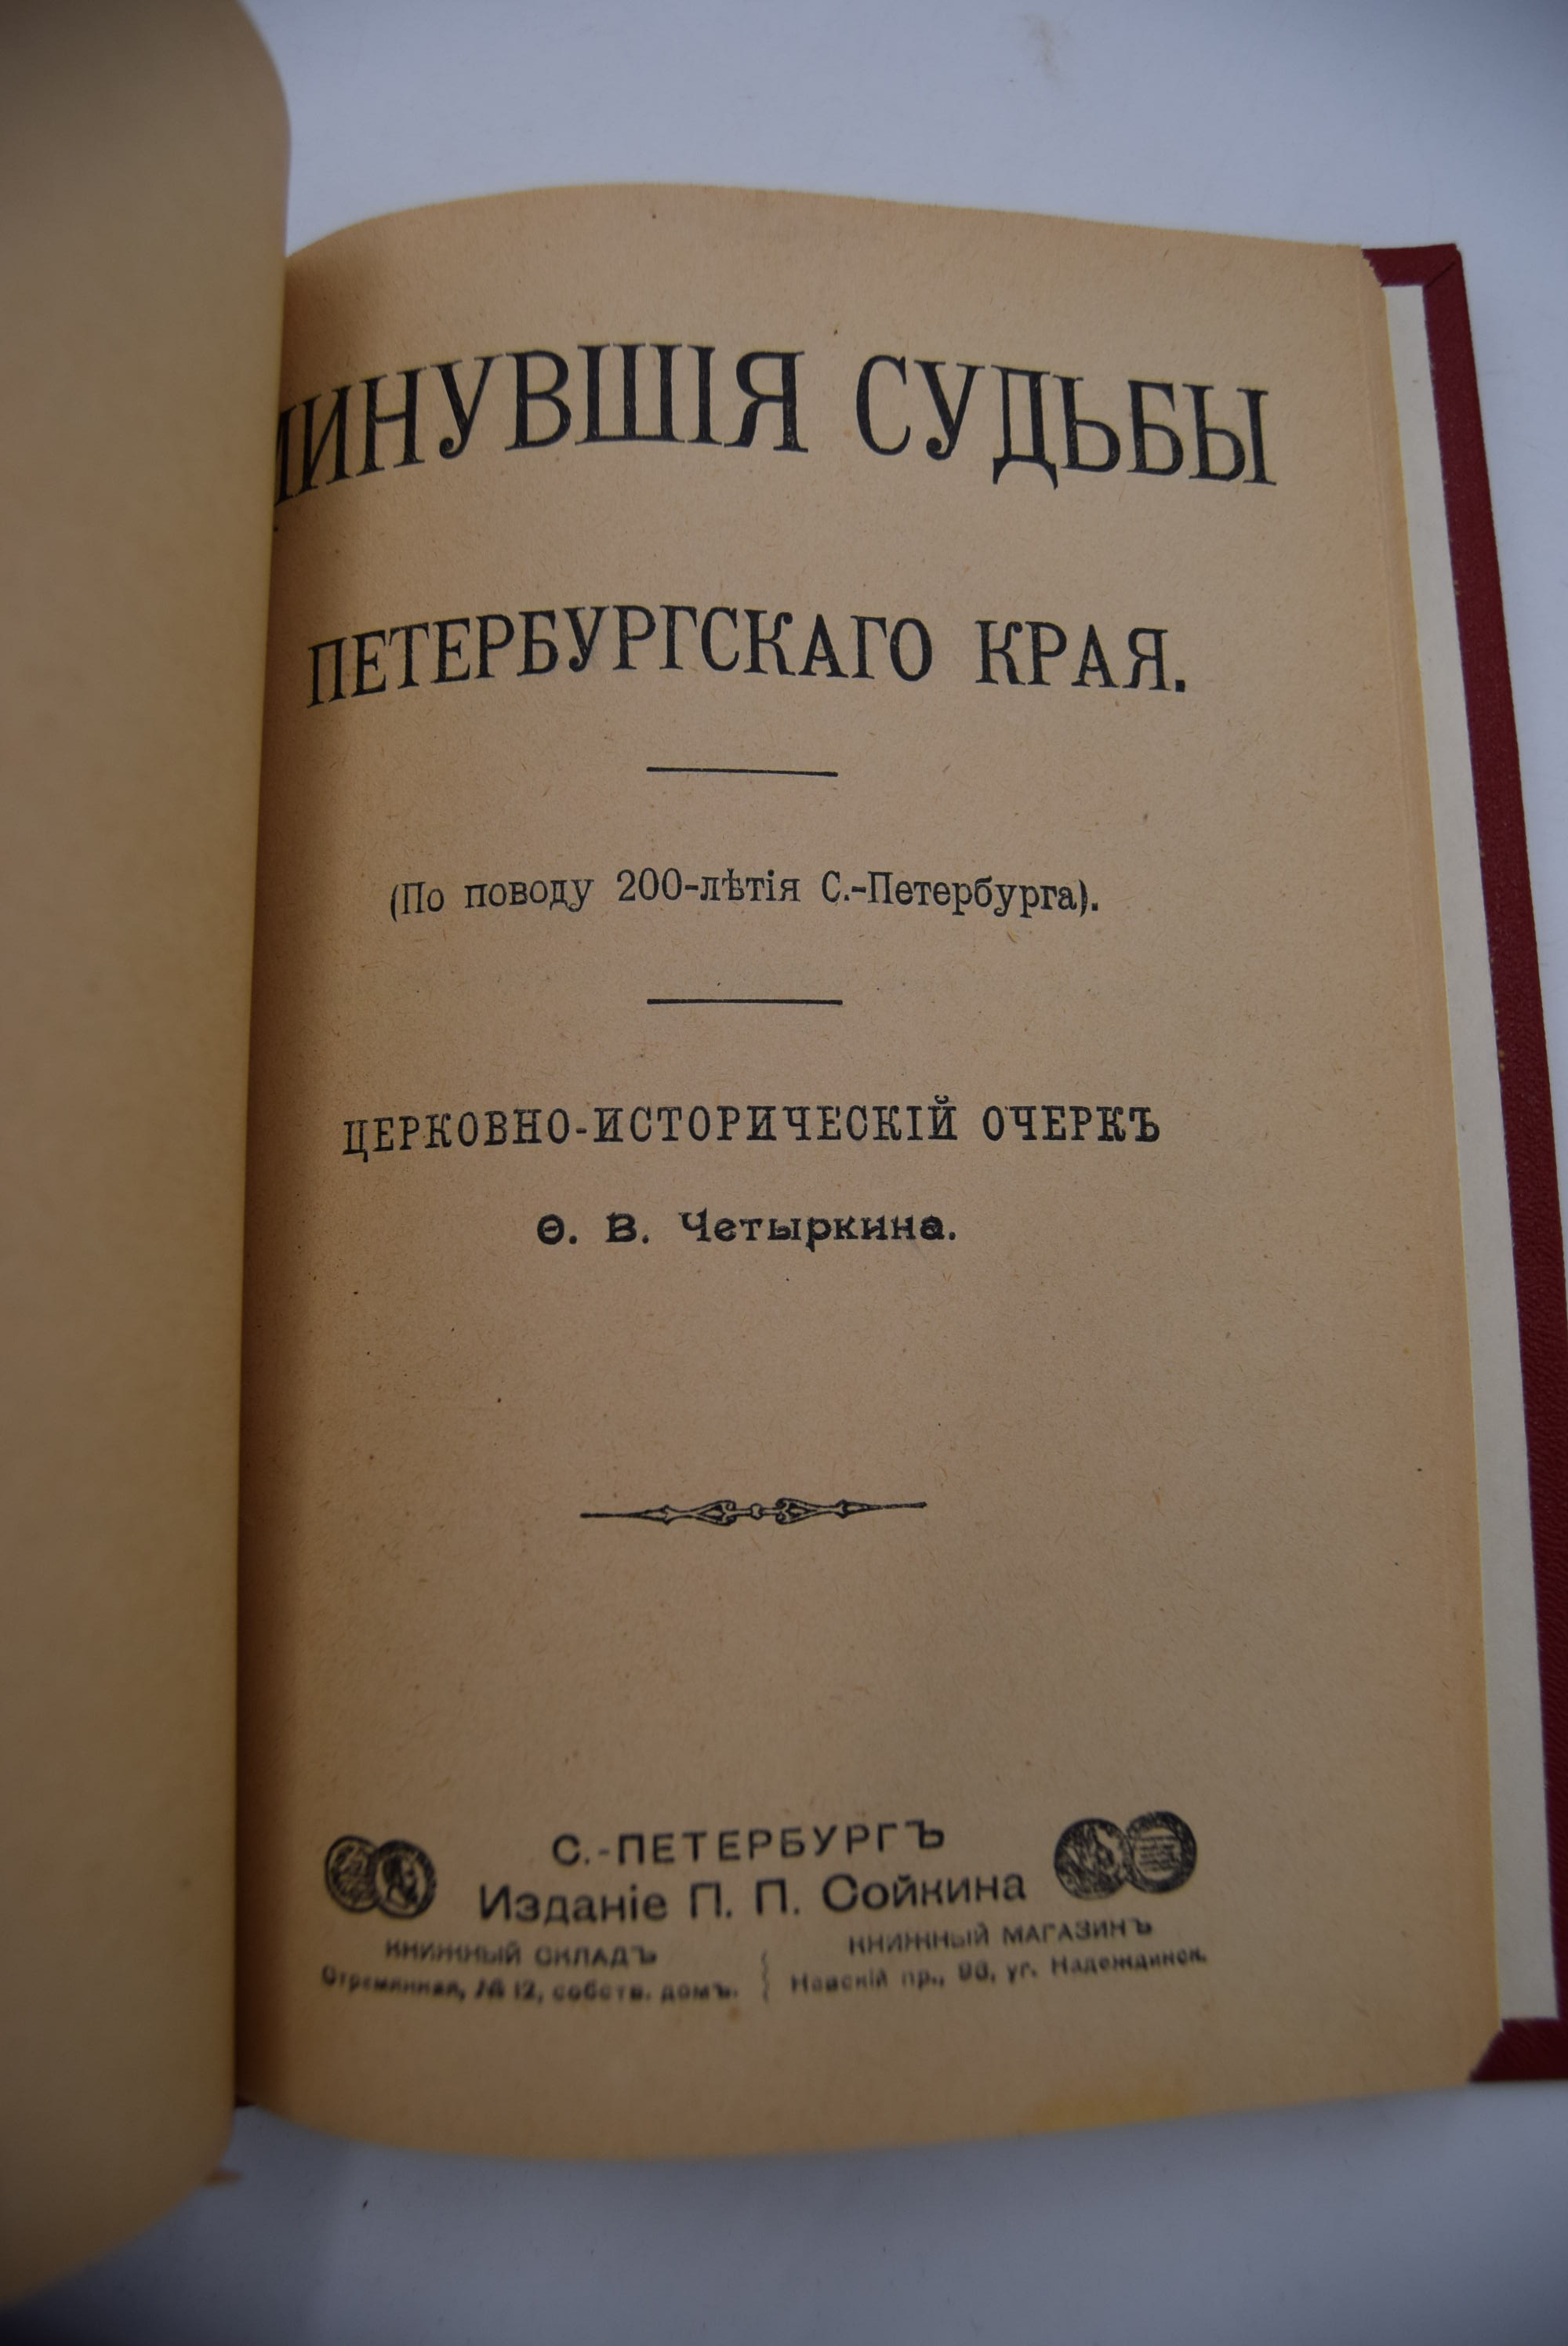 МИНУВШІЯ СУДЬБЫ
ПЕТЕРБУРГСКАГО КРАЯ.
(По поводу 200-лѣтія С.-Петербурга).
ЦЕРКОВНО-ИСТОРИЧЕСКІЙ ОЧЕРКЪ
Ѳ. В. Четыркина.
С.-ПЕТЕРБУРГЪ
Изданіе П. П. Сойкина
КНИЖНЫЙ СКЛАДЪ
Стремянная, № 12, собств. домъ.
КНИЖНЫЙ МАГАЗИНЪ
Невскій пр., 96, уг. Надеждинск.